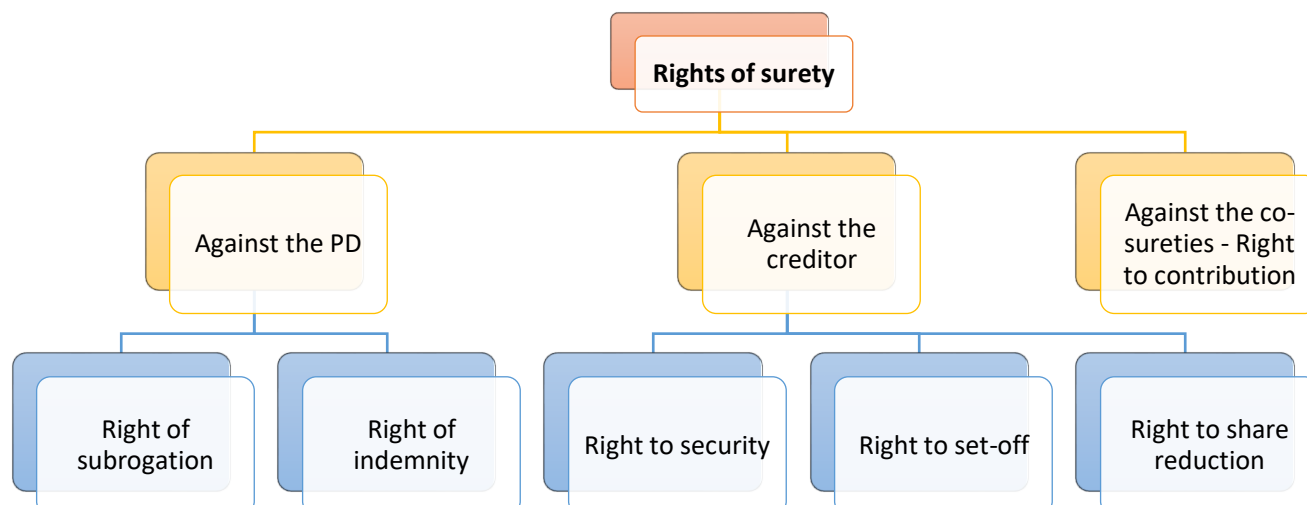 Rights of surety
Against the PD
Against the
creditor
Against the co-
sureties - Right
to contribution
Right of
subrogation
Right of
indemnity
Right to security
Right to set-off
Right to share
reduction